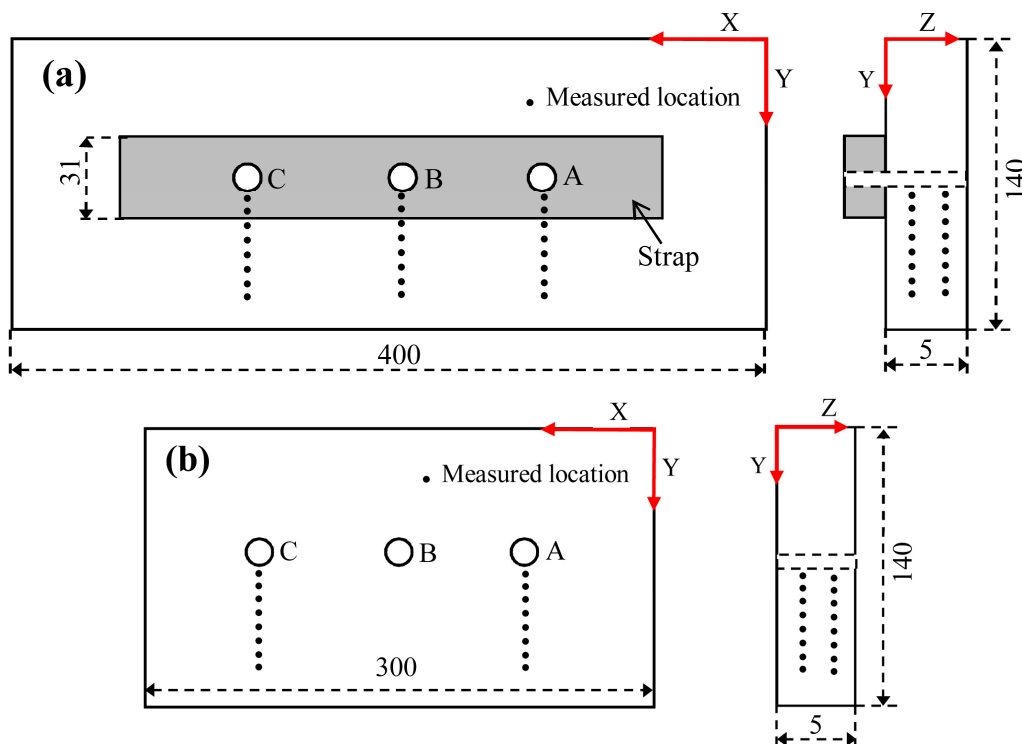 (a)
X
Y
• Measured location
31
C
B
A
Strap
400
Z
Y
140
5
(b)
X
Y
• Measured location
C
B
A
300
Z
Y
140
5